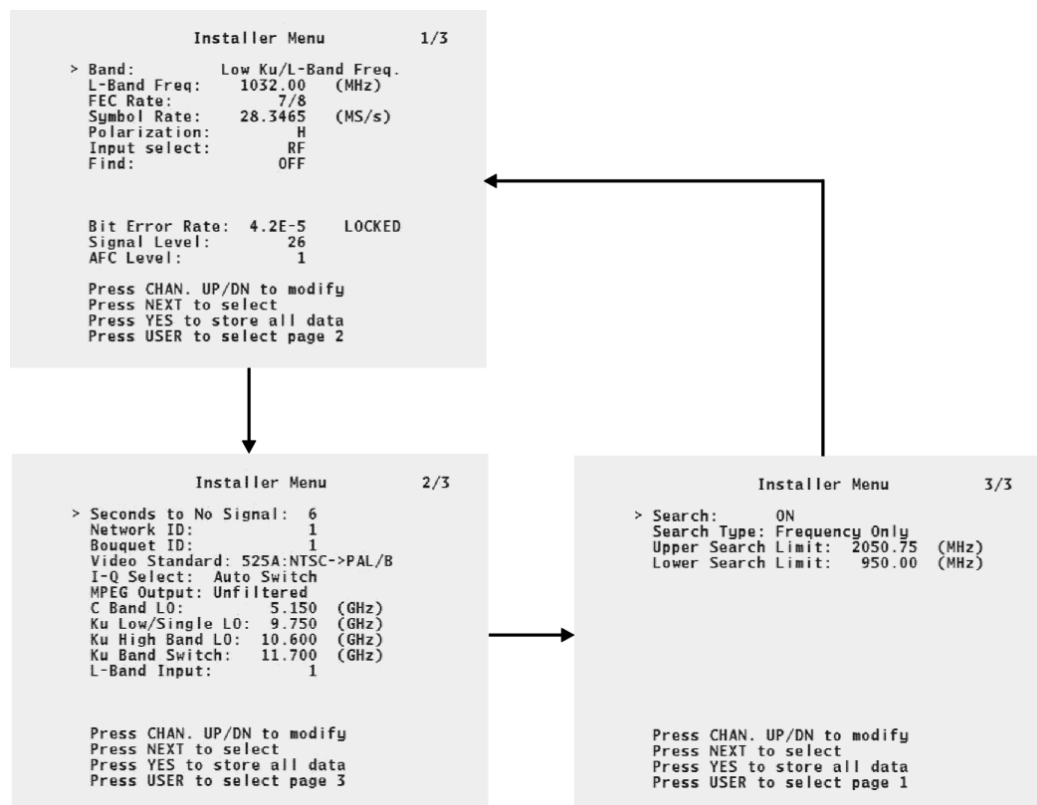 Installer Menu 1/3
> Band: Low Ku/L-Band Freq.
L-Band Freq: 1032.00 (MHz)
FEC Rate: 7/8
Symbol Rate: 28.3465 (MS/s)
Polarization: H
Input select: RF
Find: OFF
Bit Error Rate: 4.2E-5 LOCKED
Signal Level: 26
AFC Level: 1
Press CHAN. UP/DN to modify
Press NEXT to select
Press YES to store all data
Press USER to select page 2
Installer Menu 2/3
> Seconds to No Signal: 6
Network ID: 1
Bouquet ID: 1
Video Standard: 525A:NTSC->PAL/B
I-Q Select: Auto Switch
MPEG Output: Unfiltered
C Band LO: 5.150 (GHz)
Ku Low/Single LO: 9.750 (GHz)
Ku High Band LO: 10.600 (GHz)
Ku Band Switch: 11.700 (GHz)
L-Band Input: 1
Press CHAN. UP/DN to modify
Press NEXT to select
Press YES to store all data
Press USER to select page 3
Installer Menu 3/3
> Search: ON
Search Type: Frequency Only
Upper Search Limit: 2050.75 (MHz)
Lower Search Limit: 950.00 (MHz)
Press CHAN. UP/DN to modify
Press NEXT to select
Press YES to store all data
Press USER to select page 1